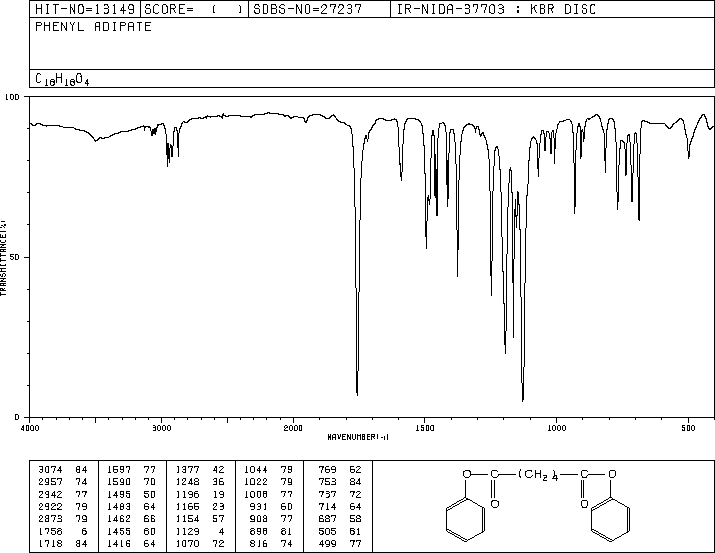 HIT-NO=13149 SCORE= ( ) SDBS-NO=27237 IR-NIDA-37703 : KBR DISC
PHENYL ADIPATE
C18H18O4
100
TRANSMITTANCE(%)
50
0
4000 3000 2000 1500 1000 500
WAVENUMBER(-1)
3074 84 1597 77 1377 42 1044 79 769 62
2957 74 1590 70 1248 36 1022 79 753 84
2942 77 1495 50 1196 19 1008 77 737 72
2922 79 1483 64 1165 23 931 60 714 64
2873 79 1462 66 1154 57 908 77 687 58
1756 6 1455 60 1129 4 898 81 505 81
1718 84 1416 64 1070 72 816 74 499 77
O C (CH2)4 C O
O O